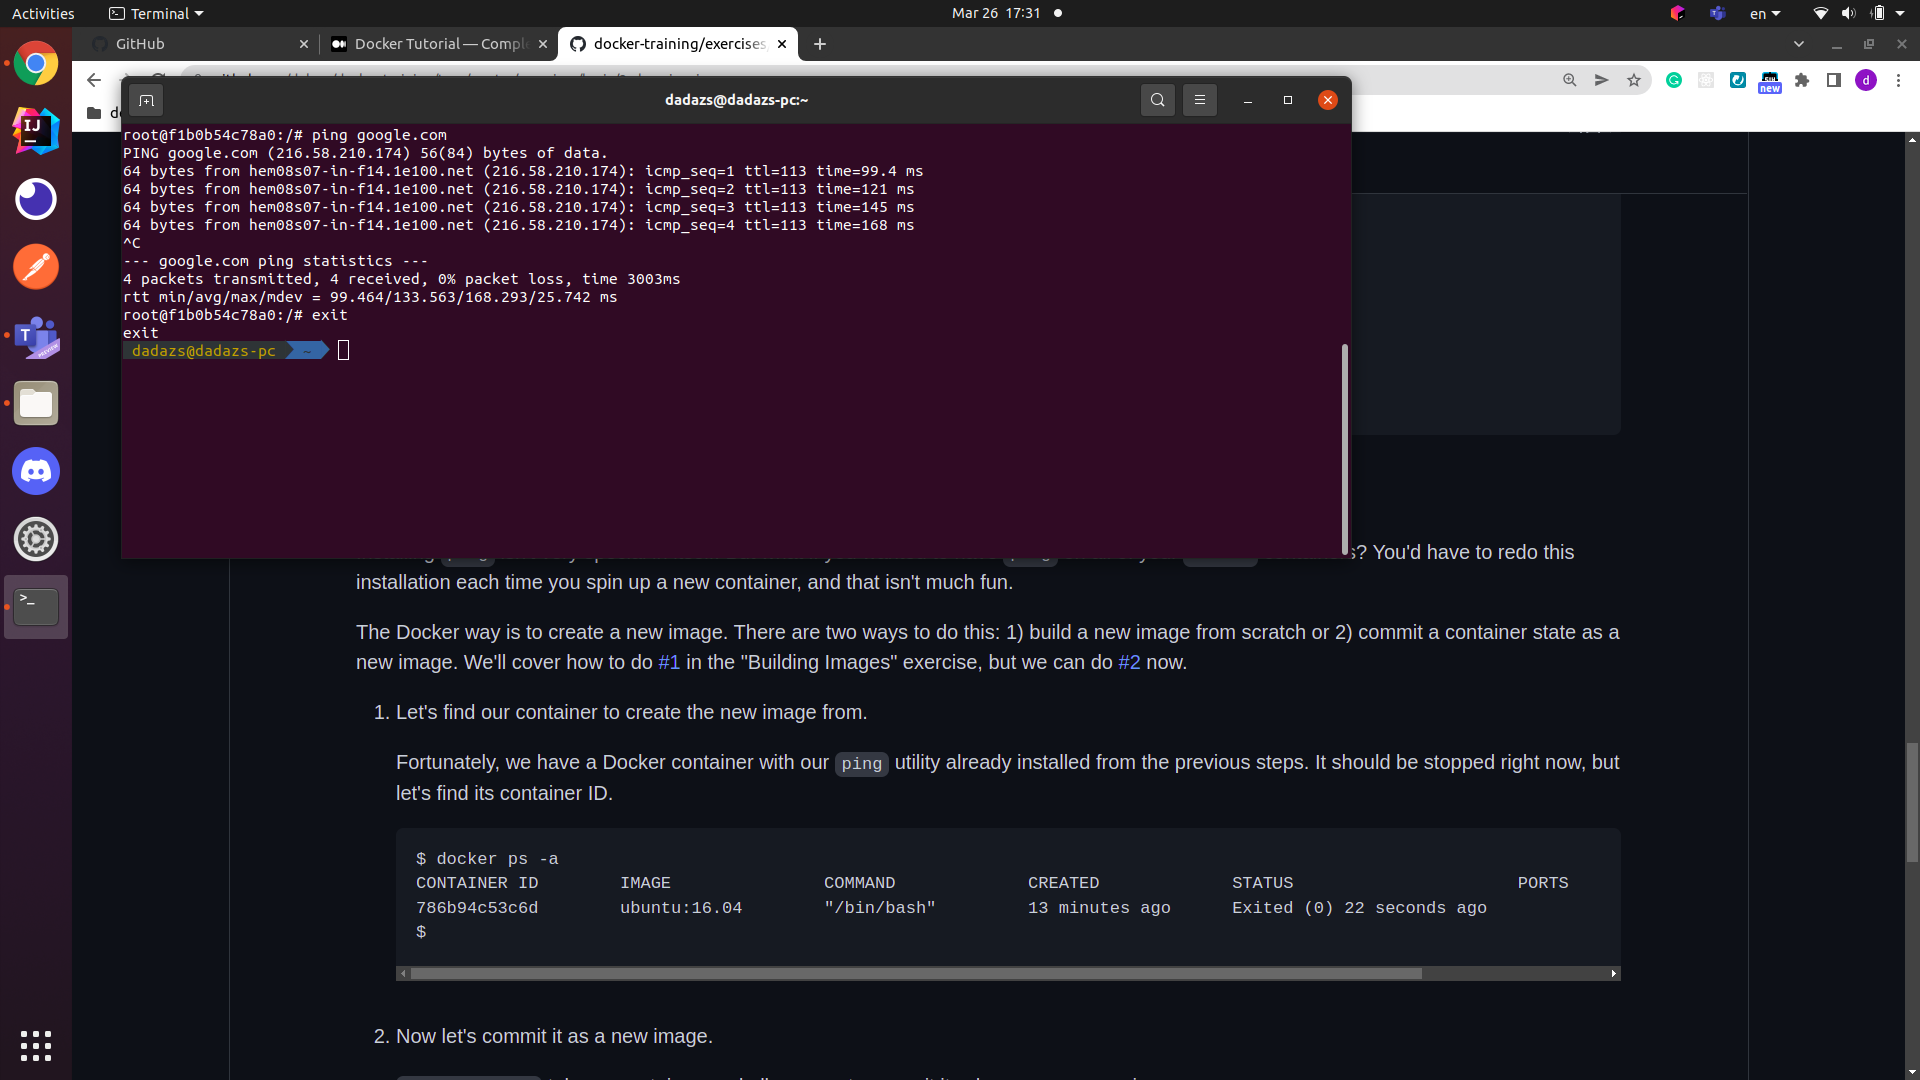 Activities
Terminal
Mar 26 17:31
en
GitHub
Docker Tutorial — Comple
docker-training/exercises
new
d
dadazs@dadazs-pc:~
root@f1b0b54c78a0:/# ping google.com
PING google.com (216.58.210.174) 56(84) bytes of data.
64 bytes from hem08s07-in-f14.1e100.net (216.58.210.174): icmp_seq=1 ttl=113 time=99.4 ms
64 bytes from hem08s07-in-f14.1e100.net (216.58.210.174): icmp_seq=2 ttl=113 time=121 ms
64 bytes from hem08s07-in-f14.1e100.net (216.58.210.174): icmp_seq=3 ttl=113 time=145 ms
64 bytes from hem08s07-in-f14.1e100.net (216.58.210.174): icmp_seq=4 ttl=113 time=168 ms
^C
--- google.com ping statistics ---
4 packets transmitted, 4 received, 0% packet loss, time 3003ms
rtt min/avg/max/mdev = 99.464/133.563/168.293/25.742 ms
root@f1b0b54c78a0:/# exit
exit
dadazs@dadazs-pc ~
IJ
T
PREVIEW
>_
s? You'd have to redo this
installation each time you spin up a new container, and that isn't much fun.
The Docker way is to create a new image. There are two ways to do this: 1) build a new image from scratch or 2) commit a container state as a
new image. We'll cover how to do #1 in the "Building Images" exercise, but we can do #2 now.
1. Let's find our container to create the new image from.
Fortunately, we have a Docker container with our ping utility already installed from the previous steps. It should be stopped right now, but
let's find its container ID.
$ docker ps -a
CONTAINER ID IMAGE COMMAND CREATED STATUS PORTS
786b94c53c6d ubuntu:16.04 "/bin/bash" 13 minutes ago Exited (0) 22 seconds ago
$
2. Now let's commit it as a new image.